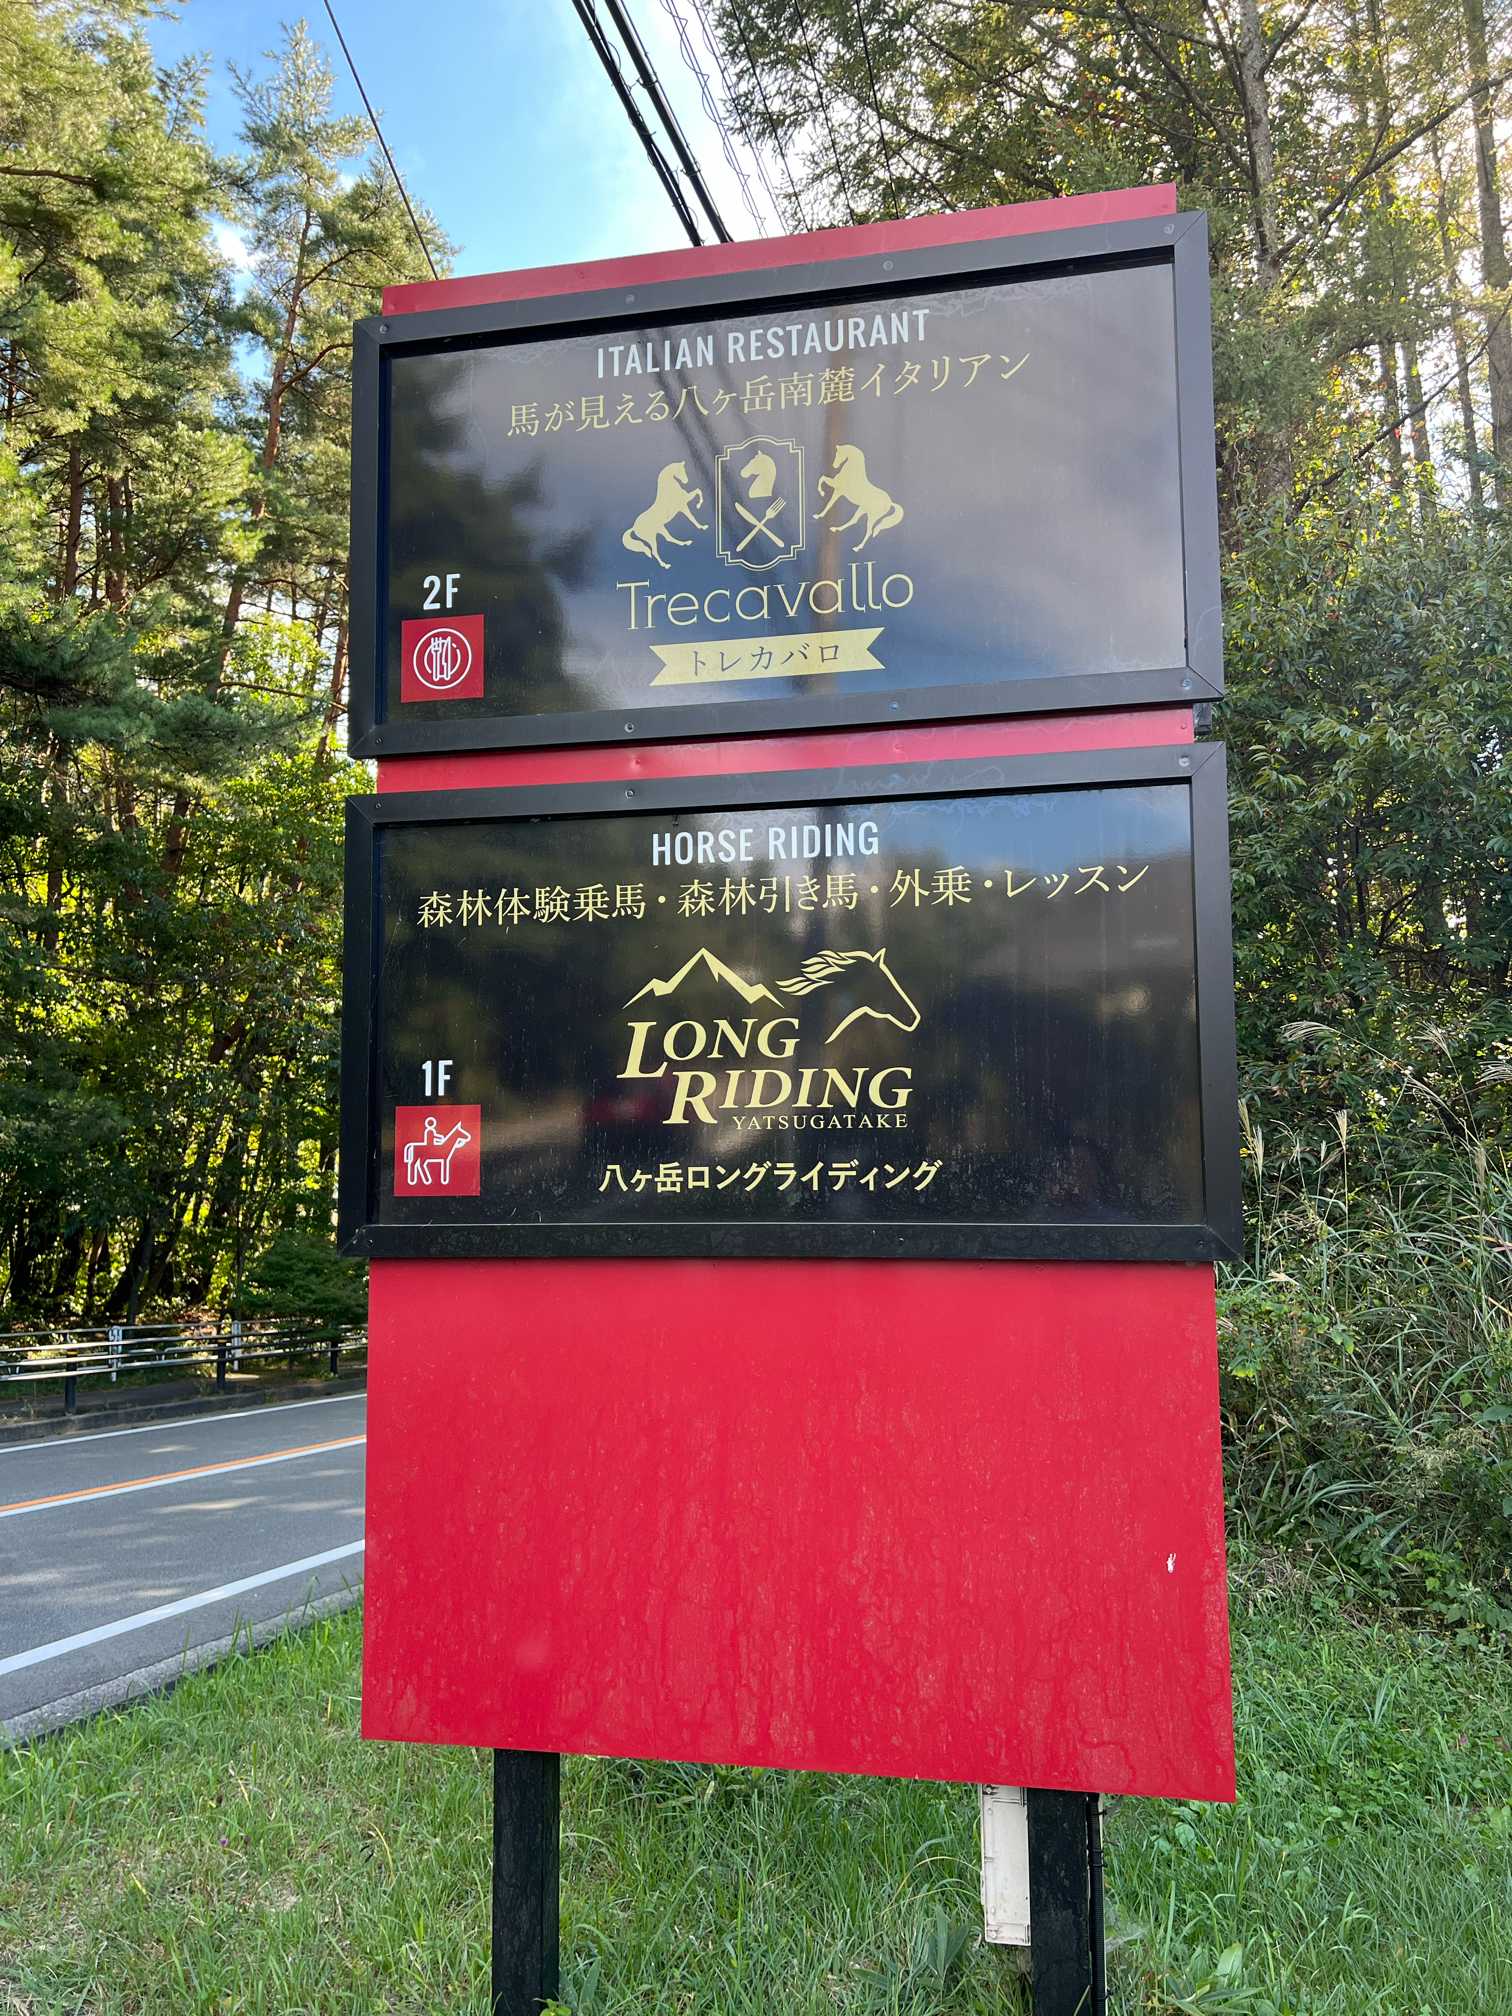 ITALIAN RESTAURANT
馬が見える八ヶ岳南麓イタリアン
Trecavallo
トレカバロ
2F
HORSE RIDING
森林体験乗馬・森林引き馬・外乗・レッスン
LONG
RIDING
YATSUGATAKE
八ヶ岳ロングライディング
1F